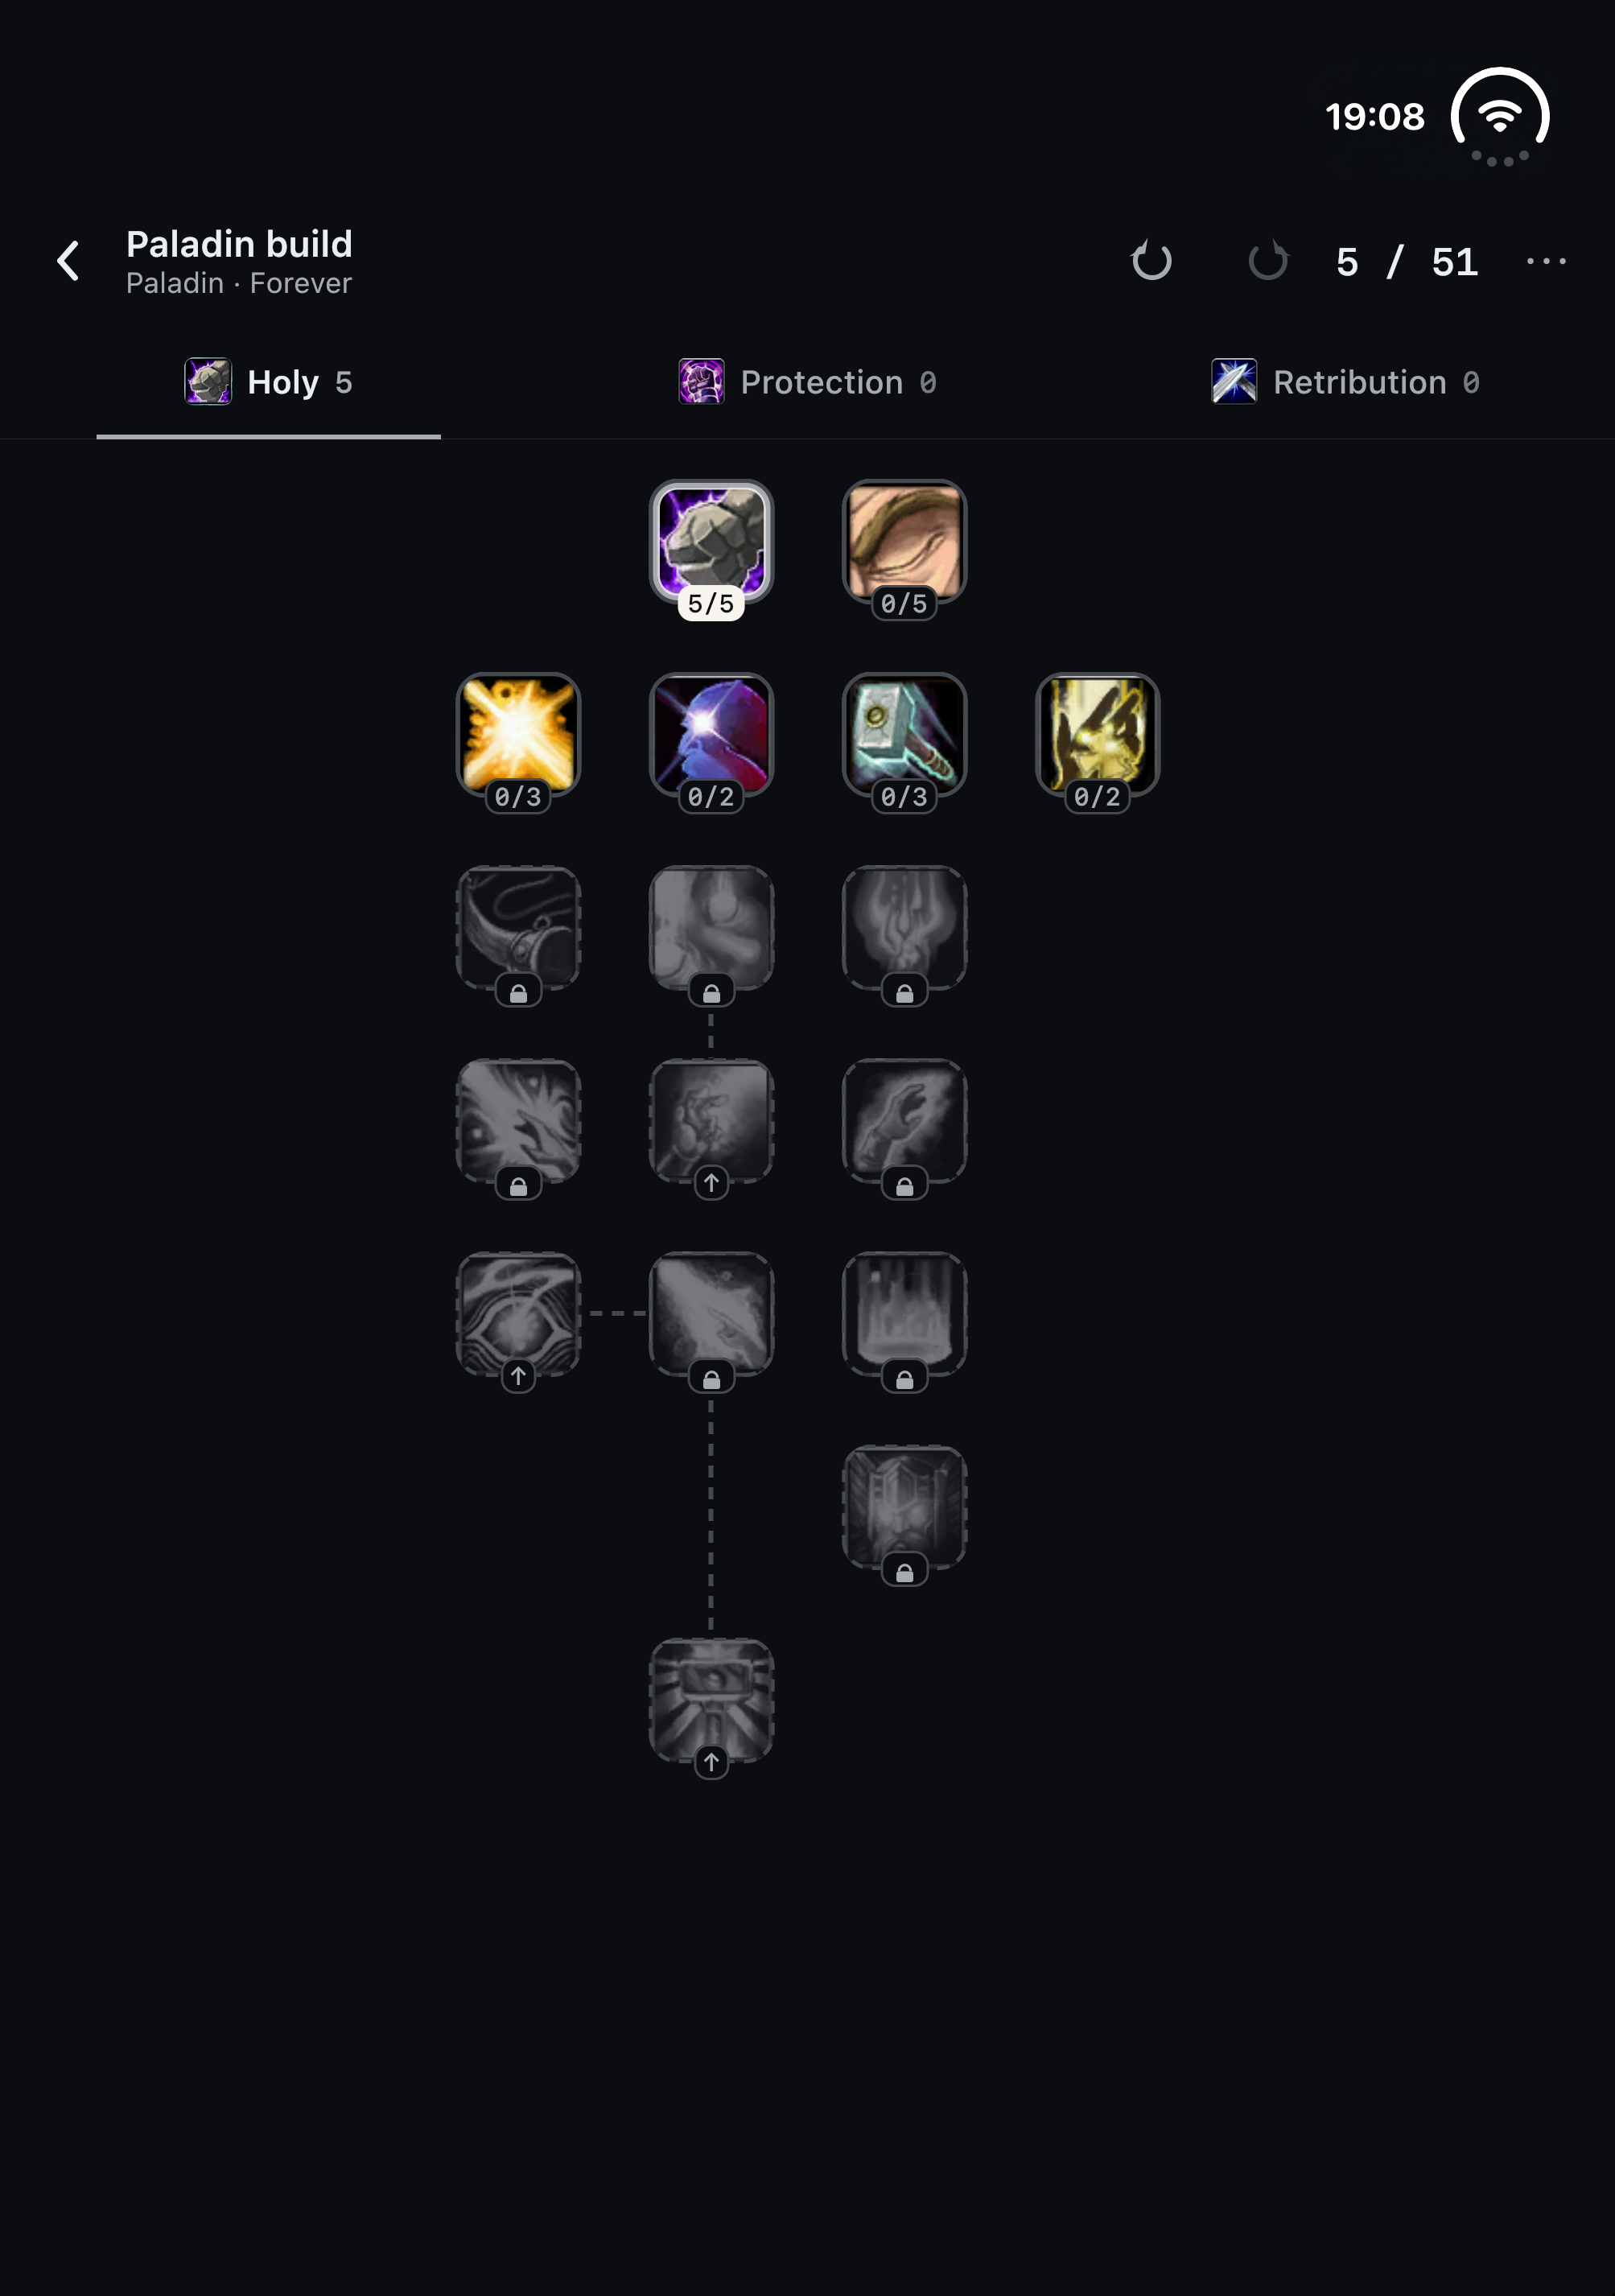 19:08
Paladin build
Paladin · Forever
5 / 51
Holy 5
Protection 0
Retribution 0
5/5
0/5
0/3
0/2
0/3
0/2